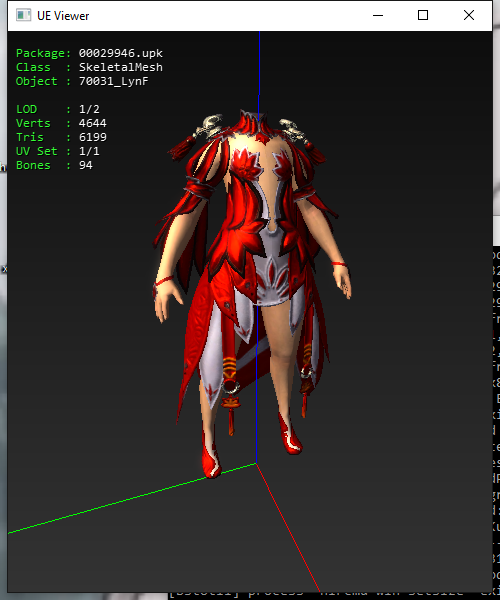 UE Viewer
Package: 00029946.upk
Class : SkeletalMesh
Object : 70031_LynF
LOD : 1/2
Verts : 4644
Tris : 6199
UV Set : 1/1
Bones : 94